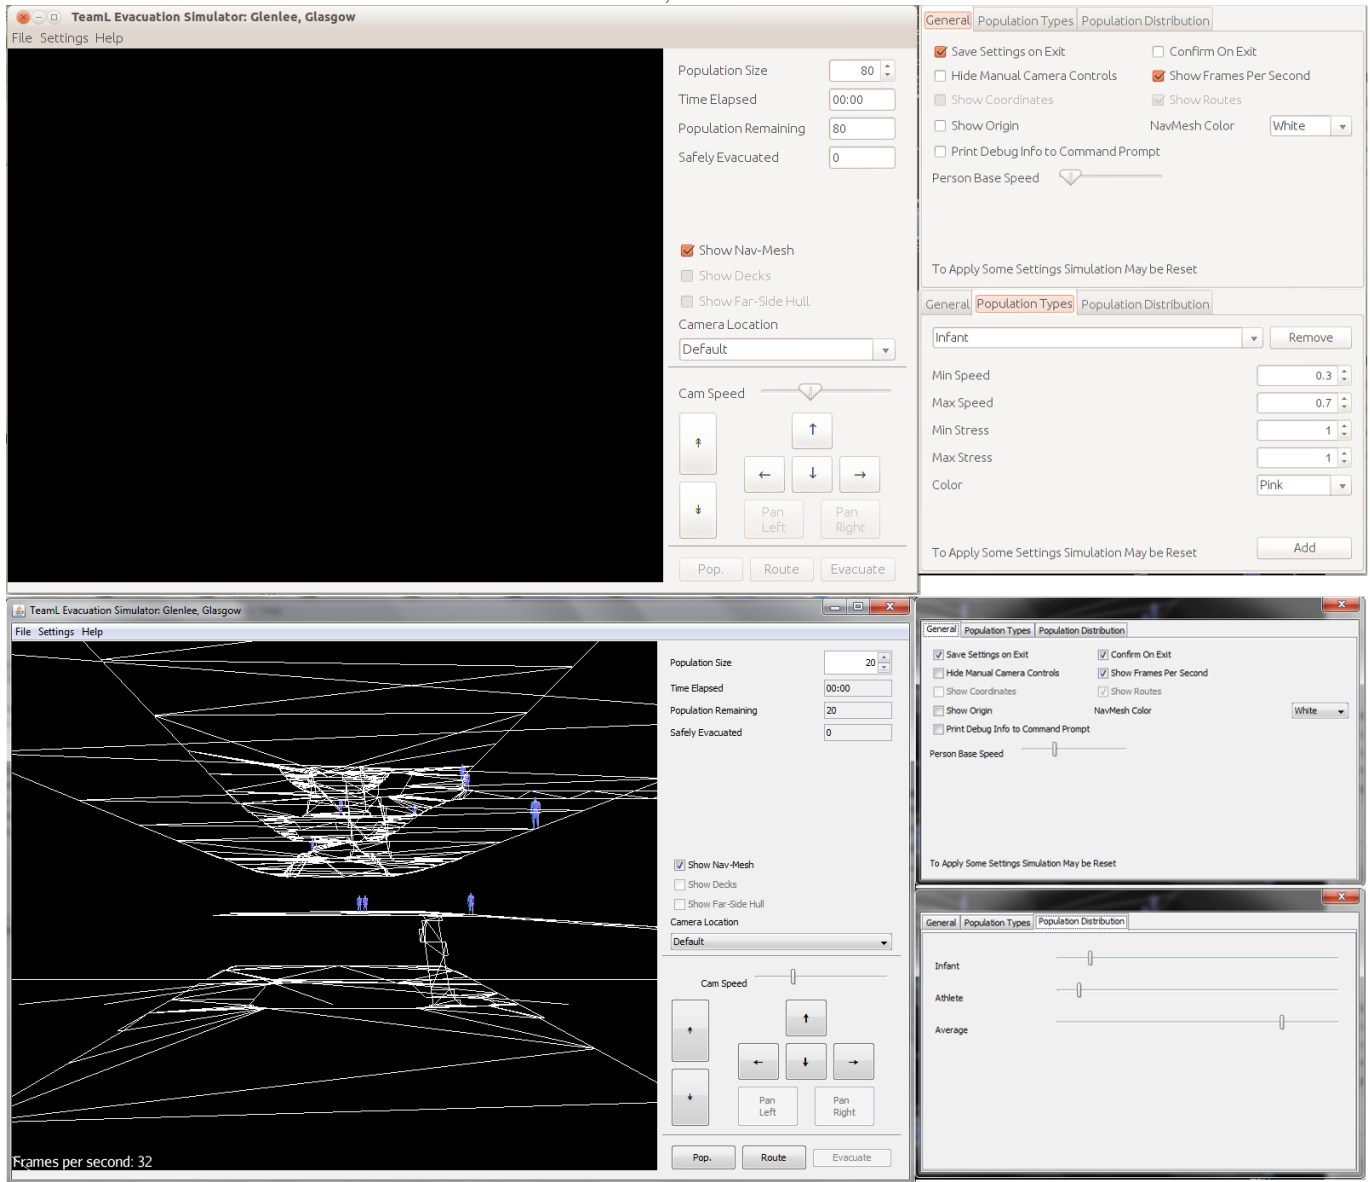 TeamL Evacuation Simulator: Glenlee, Glasgow
File Settings Help
Population Size 80
Time Elapsed 00:00
Population Remaining 80
Safely Evacuated 0
Show Nav-Mesh
Show Decks
Show Far-Side Hull
Camera Location
Default
Cam Speed
↑
← ↓ →
Pan Left
Pan Right
Pop. Route Evacuate
General Population Types Population Distribution
Save Settings on Exit Confirm On Exit
Hide Manual Camera Controls Show Frames Per Second
Show Coordinates Show Routes
Show Origin NavMesh Color White
Print Debug Info to Command Prompt
Person Base Speed
To Apply Some Settings Simulation May be Reset
General Population Types Population Distribution
Infant Remove
Min Speed 0.3
Max Speed 0.7
Min Stress 1
Max Stress 1
Color Pink
To Apply Some Settings Simulation May be Reset Add
TeamL Evacuation Simulator: Glenlee, Glasgow
File Settings Help
Population Size 20
Time Elapsed 00:00
Population Remaining 20
Safely Evacuated 0
Show Nav-Mesh
Show Decks
Show Far-Side Hull
Camera Location
Default
Cam Speed
↑
← ↓ →
Pan Left
Pan Right
Pop. Route Evacuate
Frames per second: 32
General Population Types Population Distribution
Save Settings on Exit Confirm On Exit
Hide Manual Camera Controls Show Frames Per Second
Show Coordinates Show Routes
Show Origin NavMesh Color White
Print Debug Info to Command Prompt
Person Base Speed
To Apply Some Settings Simulation May be Reset
General Population Types Population Distribution
Infant
Athlete
Average